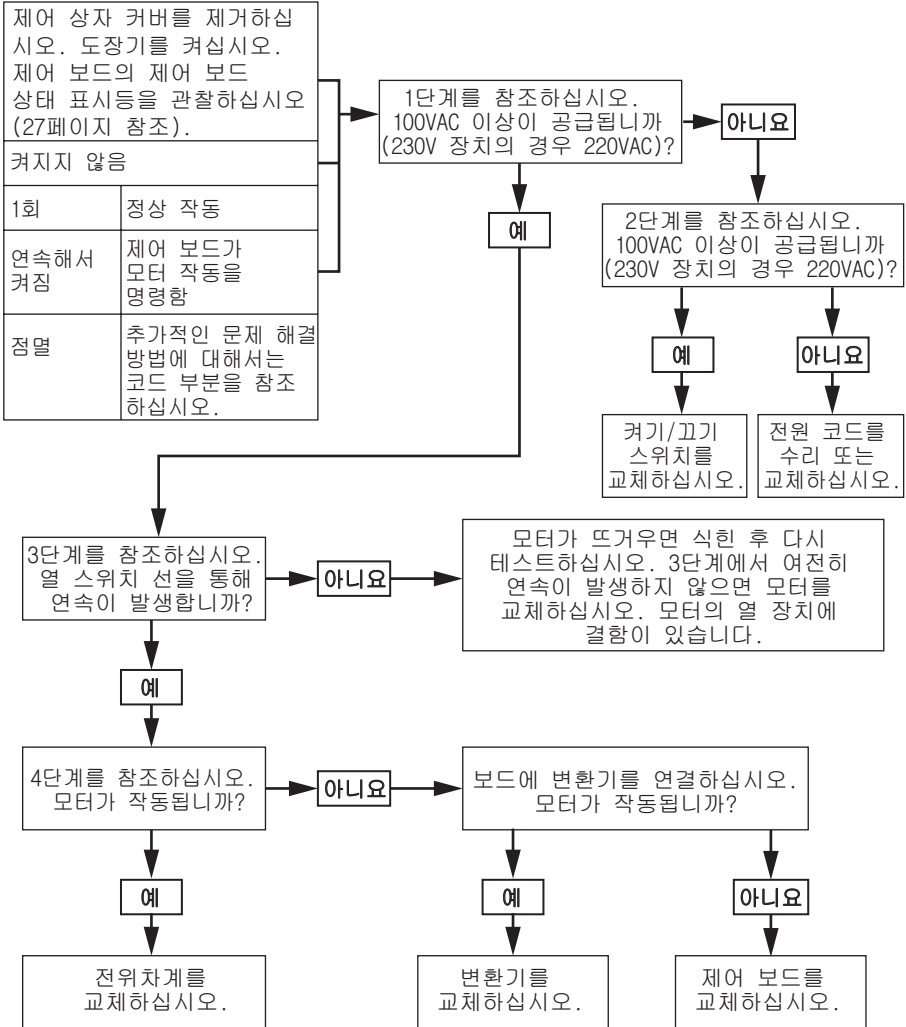 제어 상자 커버를 제거하십
시오. 도장기를 켜십시오.
제어 보드의 제어 보드
상태 표시등을 관찰하십시오
(27페이지 참조).
켜지지 않음
1회
정상 작동
연속해서
켜짐
제어 보드가
모터 작동을
명령함
점멸
추가적인 문제 해결
방법에 대해서는
코드 부분을 참조
하십시오.
1단계를 참조하십시오.
100VAC 이상이 공급됩니까
(230V 장치의 경우 220VAC)?
아니요
예
2단계를 참조하십시오.
100VAC 이상이 공급됩니까
(230V 장치의 경우 220VAC)?
예
아니요
켜기/끄기
스위치를
교체하십시오.
전원 코드를
수리 또는
교체하십시오.
3단계를 참조하십시오.
열 스위치 선을 통해
연속이 발생합니까?
아니요
모터가 뜨거우면 식힌 후 다시
테스트하십시오. 3단계에서 여전히
연속이 발생하지 않으면 모터를
교체하십시오. 모터의 열 장치에
결함이 있습니다.
예
4단계를 참조하십시오.
모터가 작동됩니까?
아니요
보드에 변환기를 연결하십시오.
모터가 작동됩니까?
예
예
아니요
전위차계를
교체하십시오.
변환기를
교체하십시오.
제어 보드를
교체하십시오.